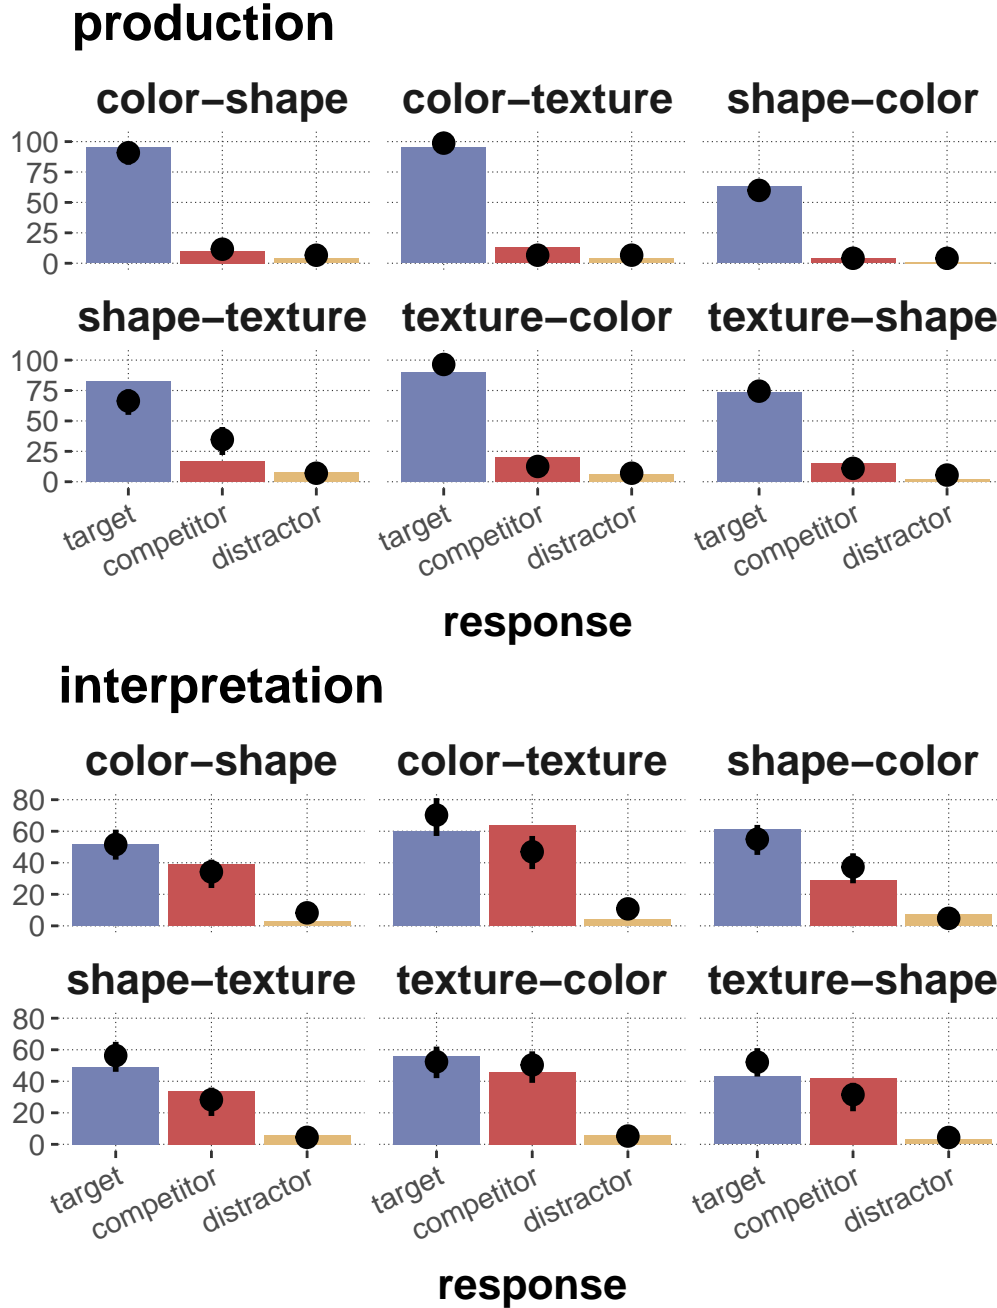 production
color−shape color−texture shape−color
100
75
50
25
0
shape−texture texture−color texture−shape
100
75
50
25
0
target competitor distractor target competitor distractor target competitor distractor
response
interpretation
color−shape color−texture shape−color
80
60
40
20
0
shape−texture texture−color texture−shape
80
60
40
20
0
target competitor distractor target competitor distractor target competitor distractor
response